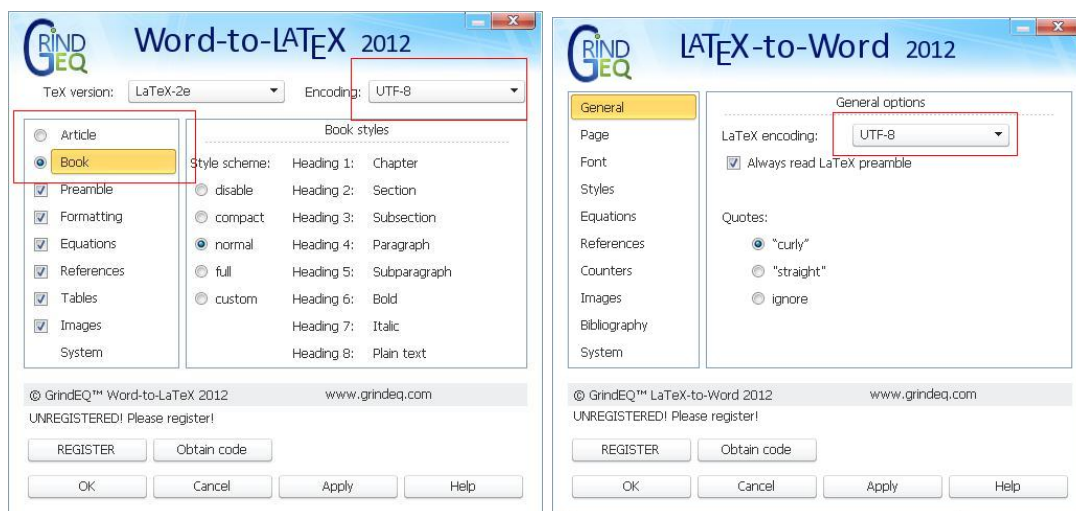 GRIND EQ Word-to-LATEX 2012
TeX version: LaTeX-2e Encoding: UTF-8
Article
Book
Preamble
Formatting
Equations
References
Tables
Images
System
Book styles
Style scheme: Heading 1: Chapter
disable Heading 2: Section
compact Heading 3: Subsection
normal Heading 4: Paragraph
full Heading 5: Subparagraph
custom Heading 6: Bold
Heading 7: Italic
Heading 8: Plain text
© GrindEQ™ Word-to-LaTeX 2012 www.grindeq.com
UNREGISTERED! Please register!
REGISTER Obtain code
OK Cancel Apply Help
GRIND EQ LATEX-to-Word 2012
General
Page
Font
Styles
Equations
References
Counters
Images
Bibliography
System
General options
LaTeX encoding: UTF-8
Always read LaTeX preamble
Quotes:
“curly”
"straight"
ignore
© GrindEQ™ LaTeX-to-Word 2012 www.grindeq.com
UNREGISTERED! Please register!
REGISTER Obtain code
OK Cancel Apply Help